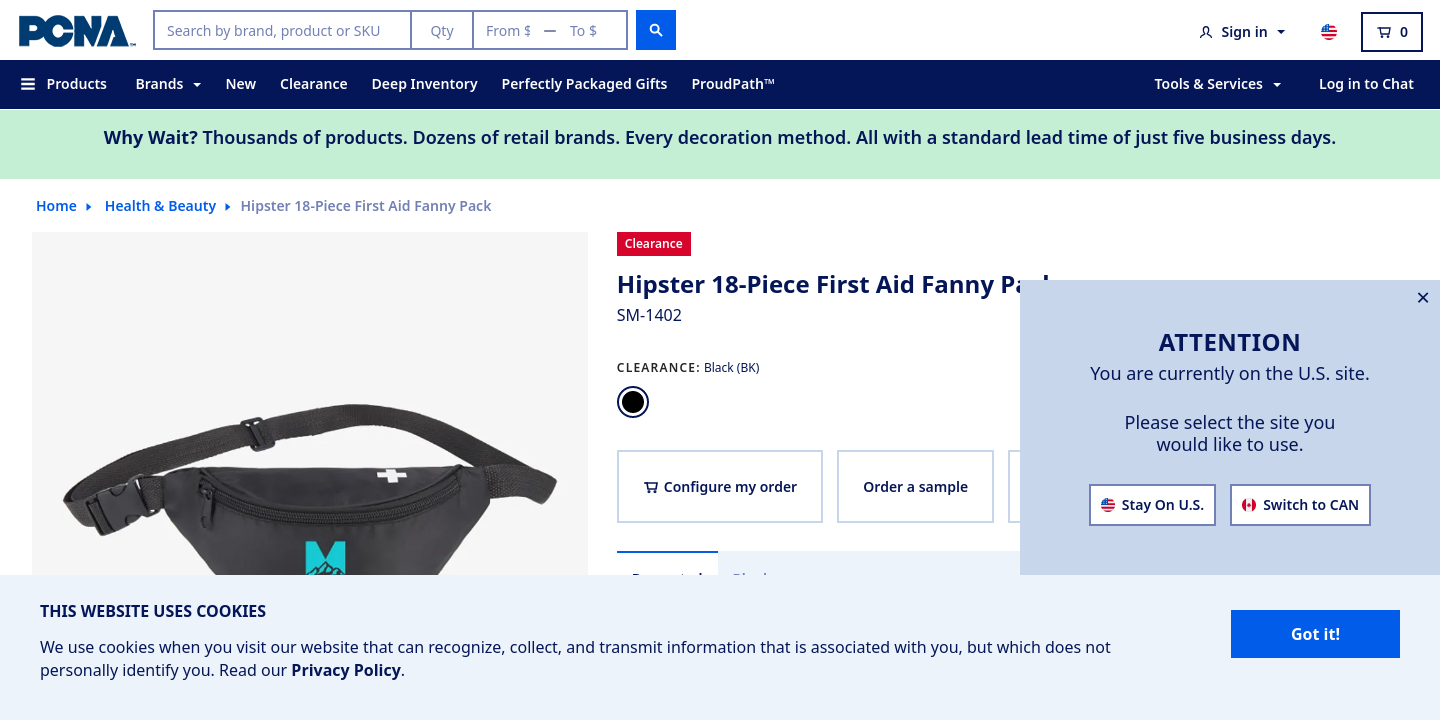 PCNA
Search by brand, product or SKU
Qty
From $
To $
Sign in
0
Products
Brands
New
Clearance
Deep Inventory
Perfectly Packaged Gifts
ProudPath™
Tools & Services
Log in to Chat
Why Wait? Thousands of products. Dozens of retail brands. Every decoration method. All with a standard lead time of just five business days.
Home
Health & Beauty
Hipster 18-Piece First Aid Fanny Pack
Clearance
Hipster 18-Piece First Aid Fanny Pack
SM-1402
CLEARANCE: Black (BK)
Configure my order
Order a sample
ATTENTION
You are currently on the U.S. site.
Please select the site you
would like to use.
Stay On U.S.
Switch to CAN
THIS WEBSITE USES COOKIES
We use cookies when you visit our website that can recognize, collect, and transmit information that is associated with you, but which does not
personally identify you. Read our Privacy Policy.
Got it!